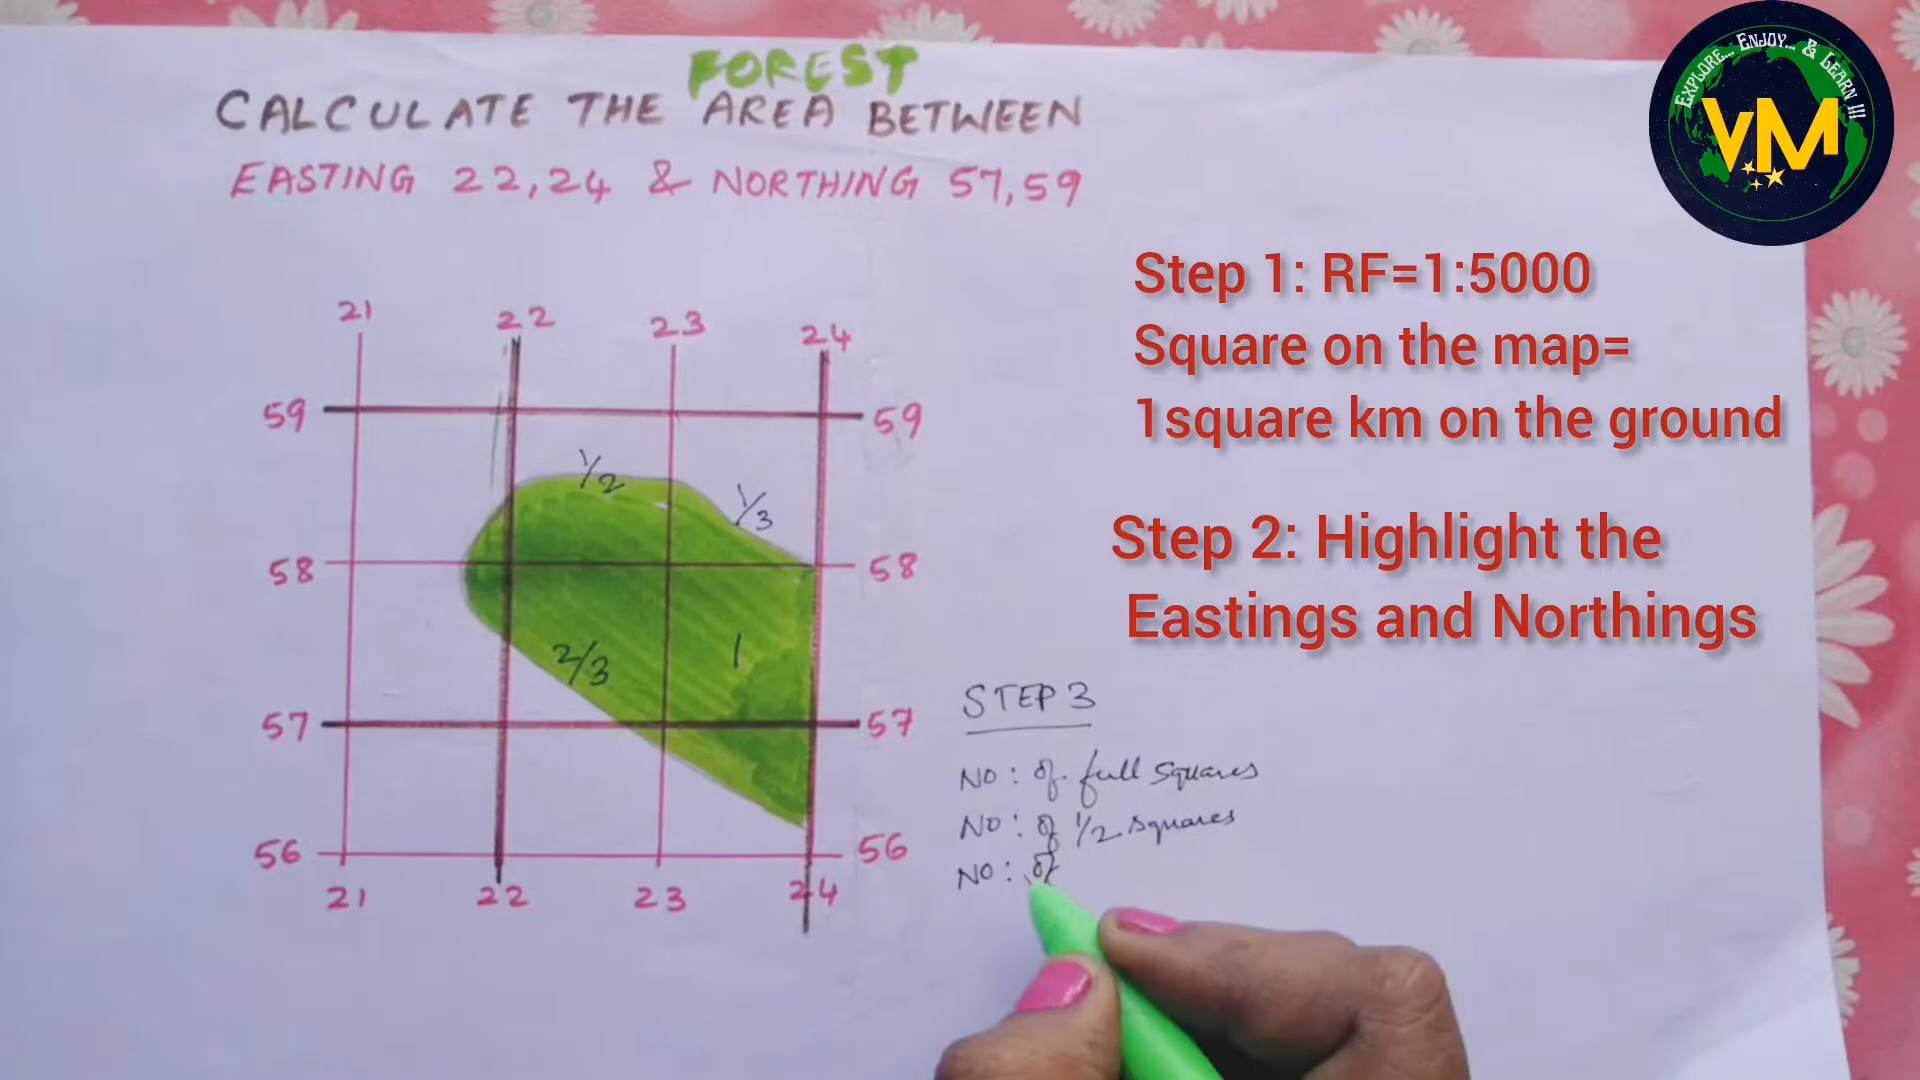 FOREST
CALCULATE THE AREA BETWEEN
EASTING 22,24 & NORTHING 57,59
EXPLORE... ENJOY... & LEARN !!!
VM
Step 1: RF=1:5000
Square on the map=
1square km on the ground
Step 2: Highlight the
Eastings and Northings
21 22 23 24
59 59
1/2 1/3
58 58
2/3 1
57 57
56 56
21 22 23 24
STEP 3
NO: of full squares
NO: of 1/2 squares
NO: of